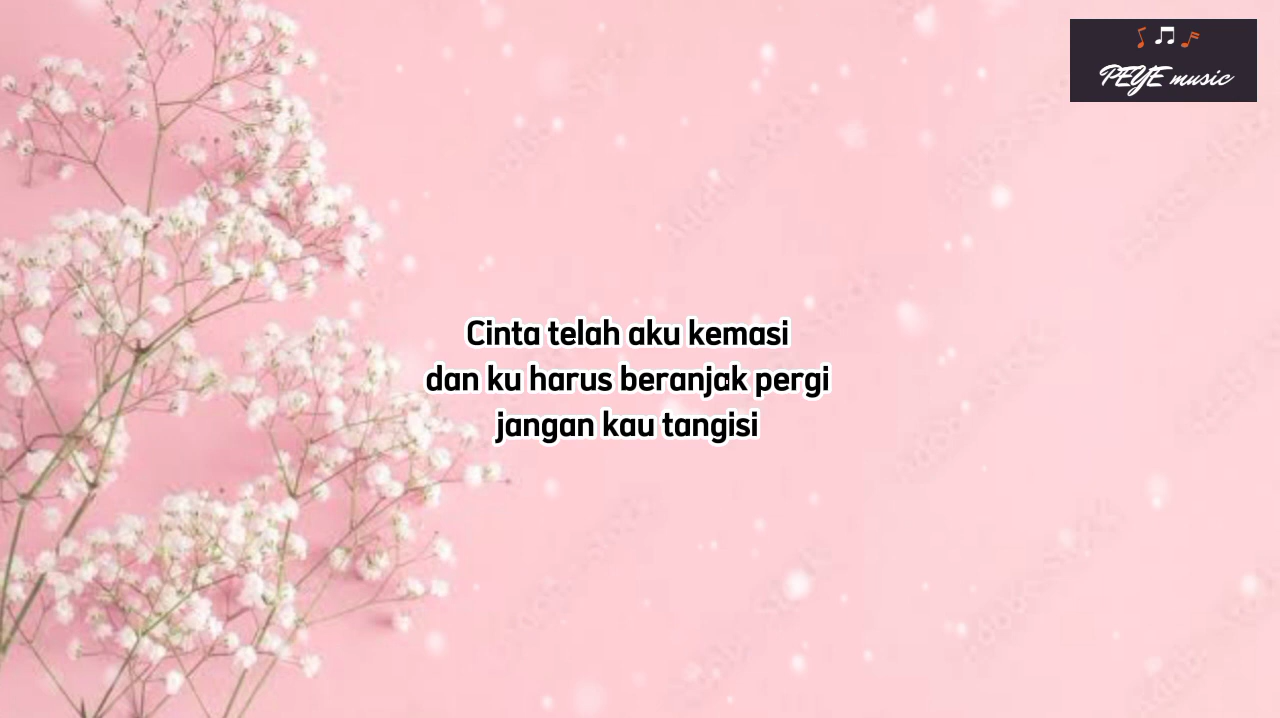 PEYE music
Cinta telah aku kemasi
dan ku harus beranjak pergi
jangan kau tangisi